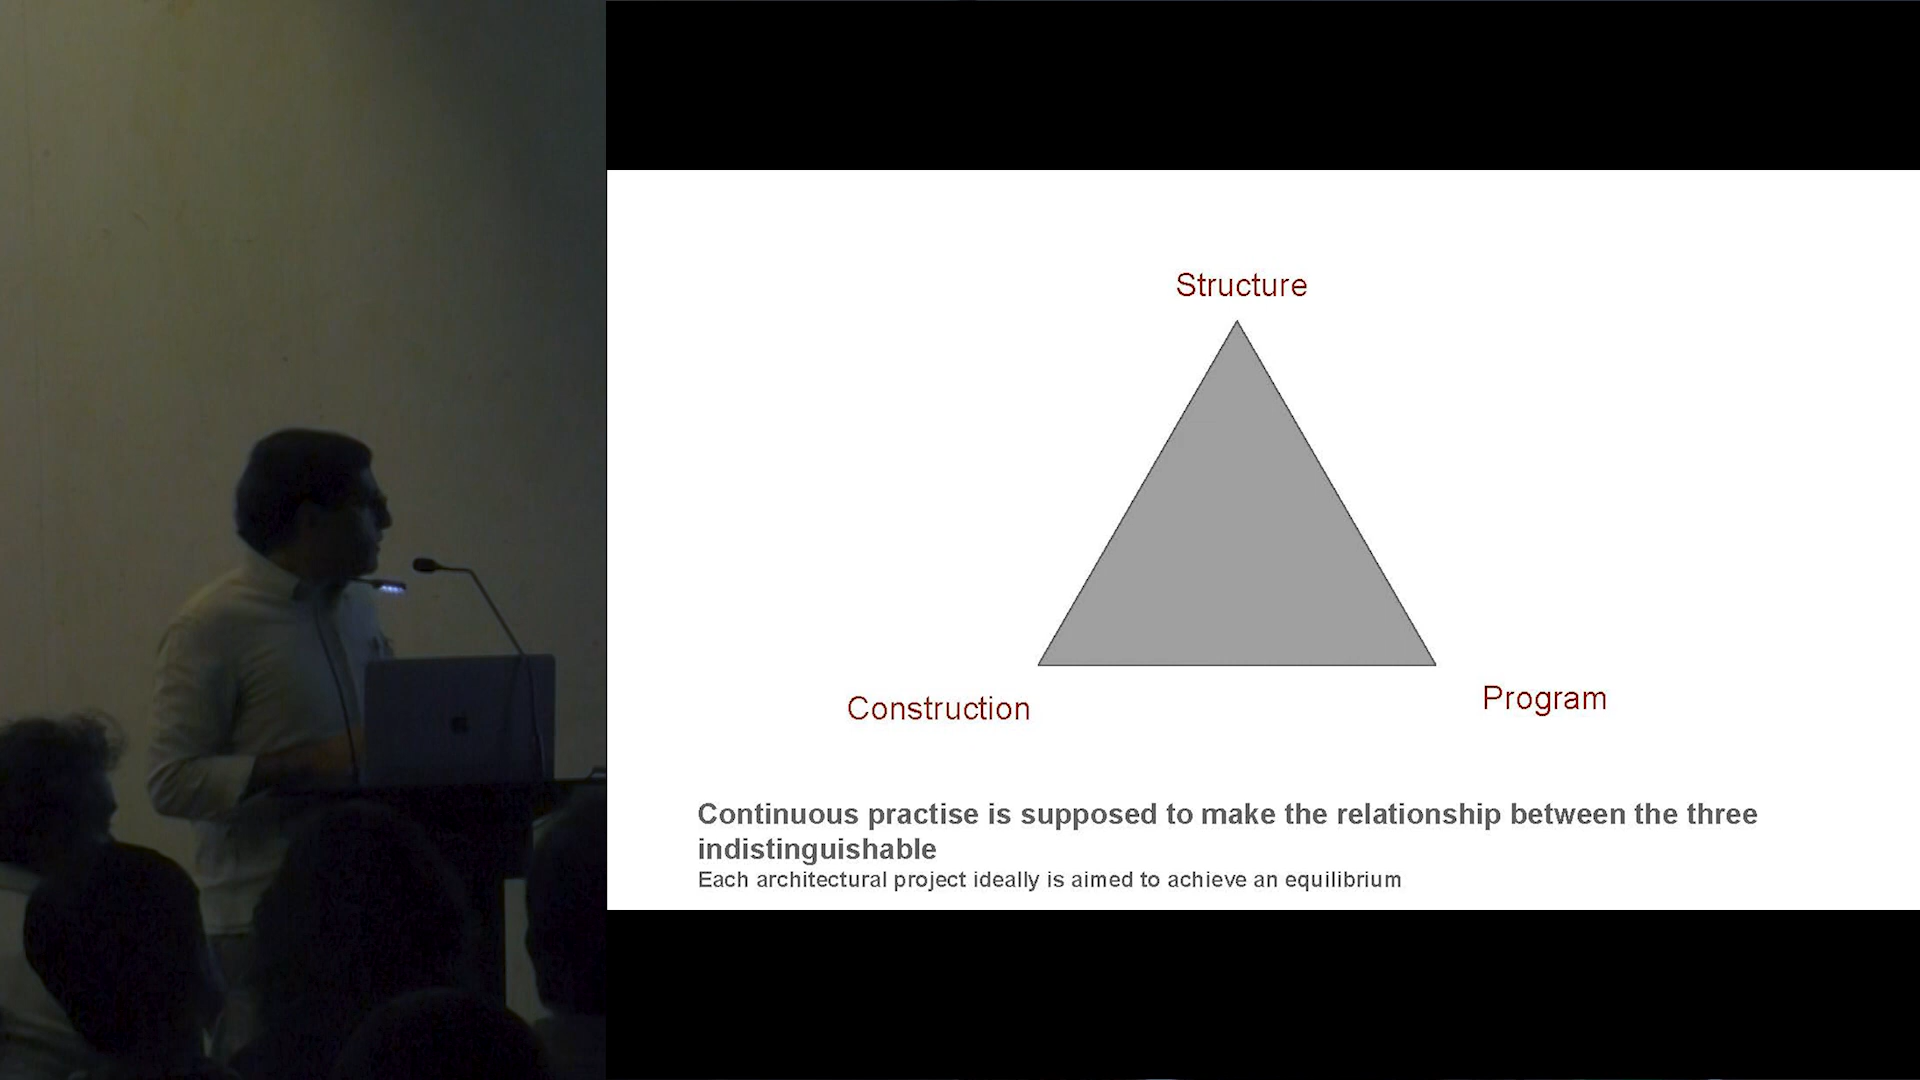 Structure
Construction
Program
Continuous practise is supposed to make the relationship between the three
indistinguishable
Each architectural project ideally is aimed to achieve an equilibrium